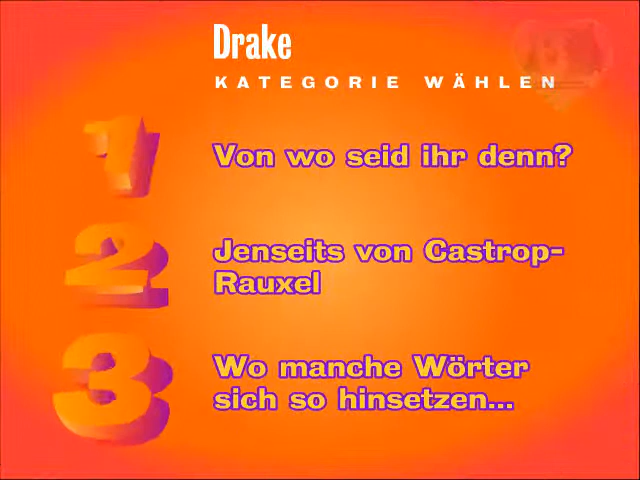 Drake
KATEGORIE WÄHLEN
1
Von wo seid ihr denn?
2
Jenseits von Castrop-
Rauxel
3
Wo manche Wörter
sich so hinsetzen...